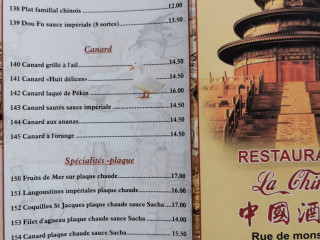 138 Plat familial chinois 12.00
139 Dou Fu sauce impériale (8 sortes) 13.50
Canard
140 Canard grillé à l'ail 14.50
141 Canard «Huit délices» 14.50
142 Canard laqué de Pékin 16.00
143 Canard sautés sauce impériale 14.50
144 Canard aux ananas 14.50
145 Canard à l'orange 14.50
Spécialités -plaque
150 Fruits de Mer sur plaque chaude 17.00
151 Langoustines impériales plaque chaude 16.00
152 Coquilles St Jacques plaque chaude sauce Sacha 17.00
153 Filet d'agneau plaque chaude sauce Sacha 15.50
154 Canard plaque chaude sauce Sacha 15.50
RESTAURA
La Chin
中國酒
Rue de mons